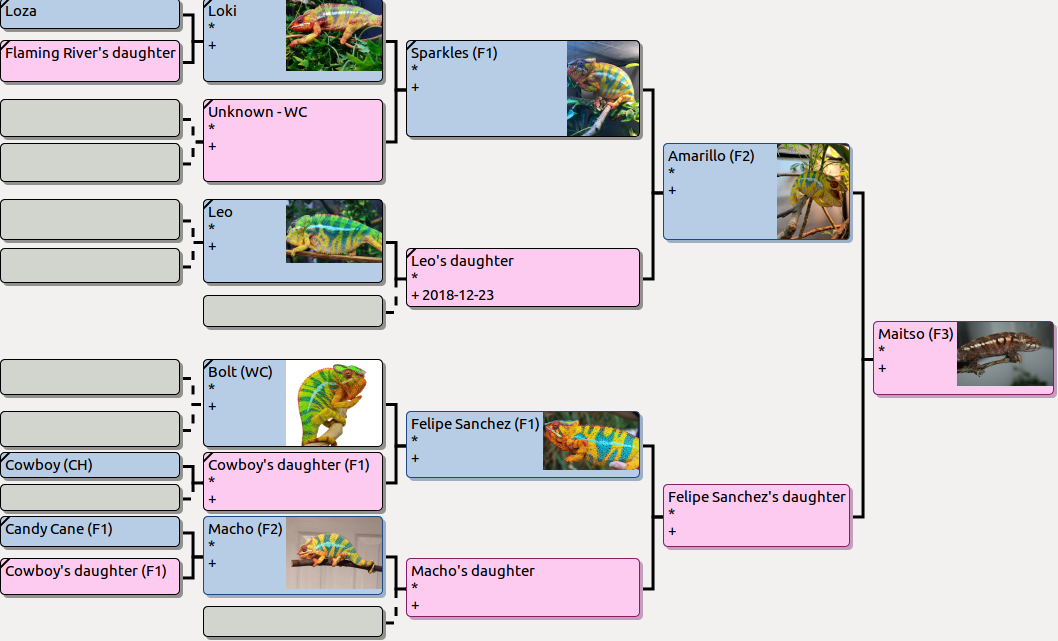 Loza
Flaming River's daughter
Loki
*
+
Unknown - WC
*
+
Sparkles (F1)
*
+
Leo
*
+
Leo's daughter
*
+ 2018-12-23
Amarillo (F2)
*
+
Bolt (WC)
*
+
Cowboy (CH)
Cowboy's daughter (F1)
*
+
Felipe Sanchez (F1)
*
+
Candy Cane (F1)
Cowboy's daughter (F1)
Macho (F2)
*
+
Macho's daughter
*
+
Felipe Sanchez's daughter
*
+
Maitso (F3)
*
+